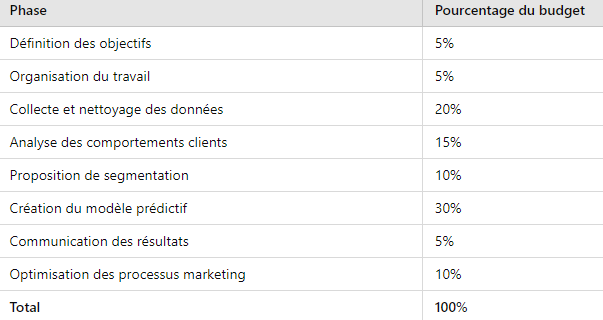 Phase Pourcentage du budget
Définition des objectifs 5%
Organisation du travail 5%
Collecte et nettoyage des données 20%
Analyse des comportements clients 15%
Proposition de segmentation 10%
Création du modèle prédictif 30%
Communication des résultats 5%
Optimisation des processus marketing 10%
Total 100%